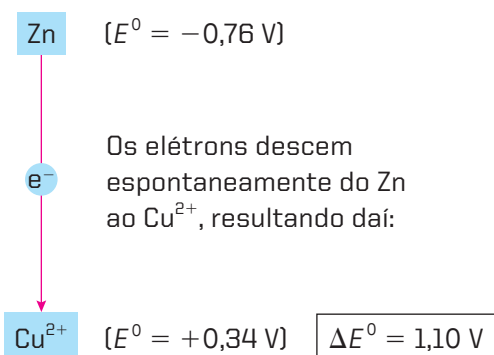 Zn (E⁰ = −0,76 V)
Os elétrons descem
e⁻ espontaneamente do Zn
ao Cu²⁺, resultando daí:
Cu²⁺ (E⁰ = +0,34 V) ΔE⁰ = 1,10 V